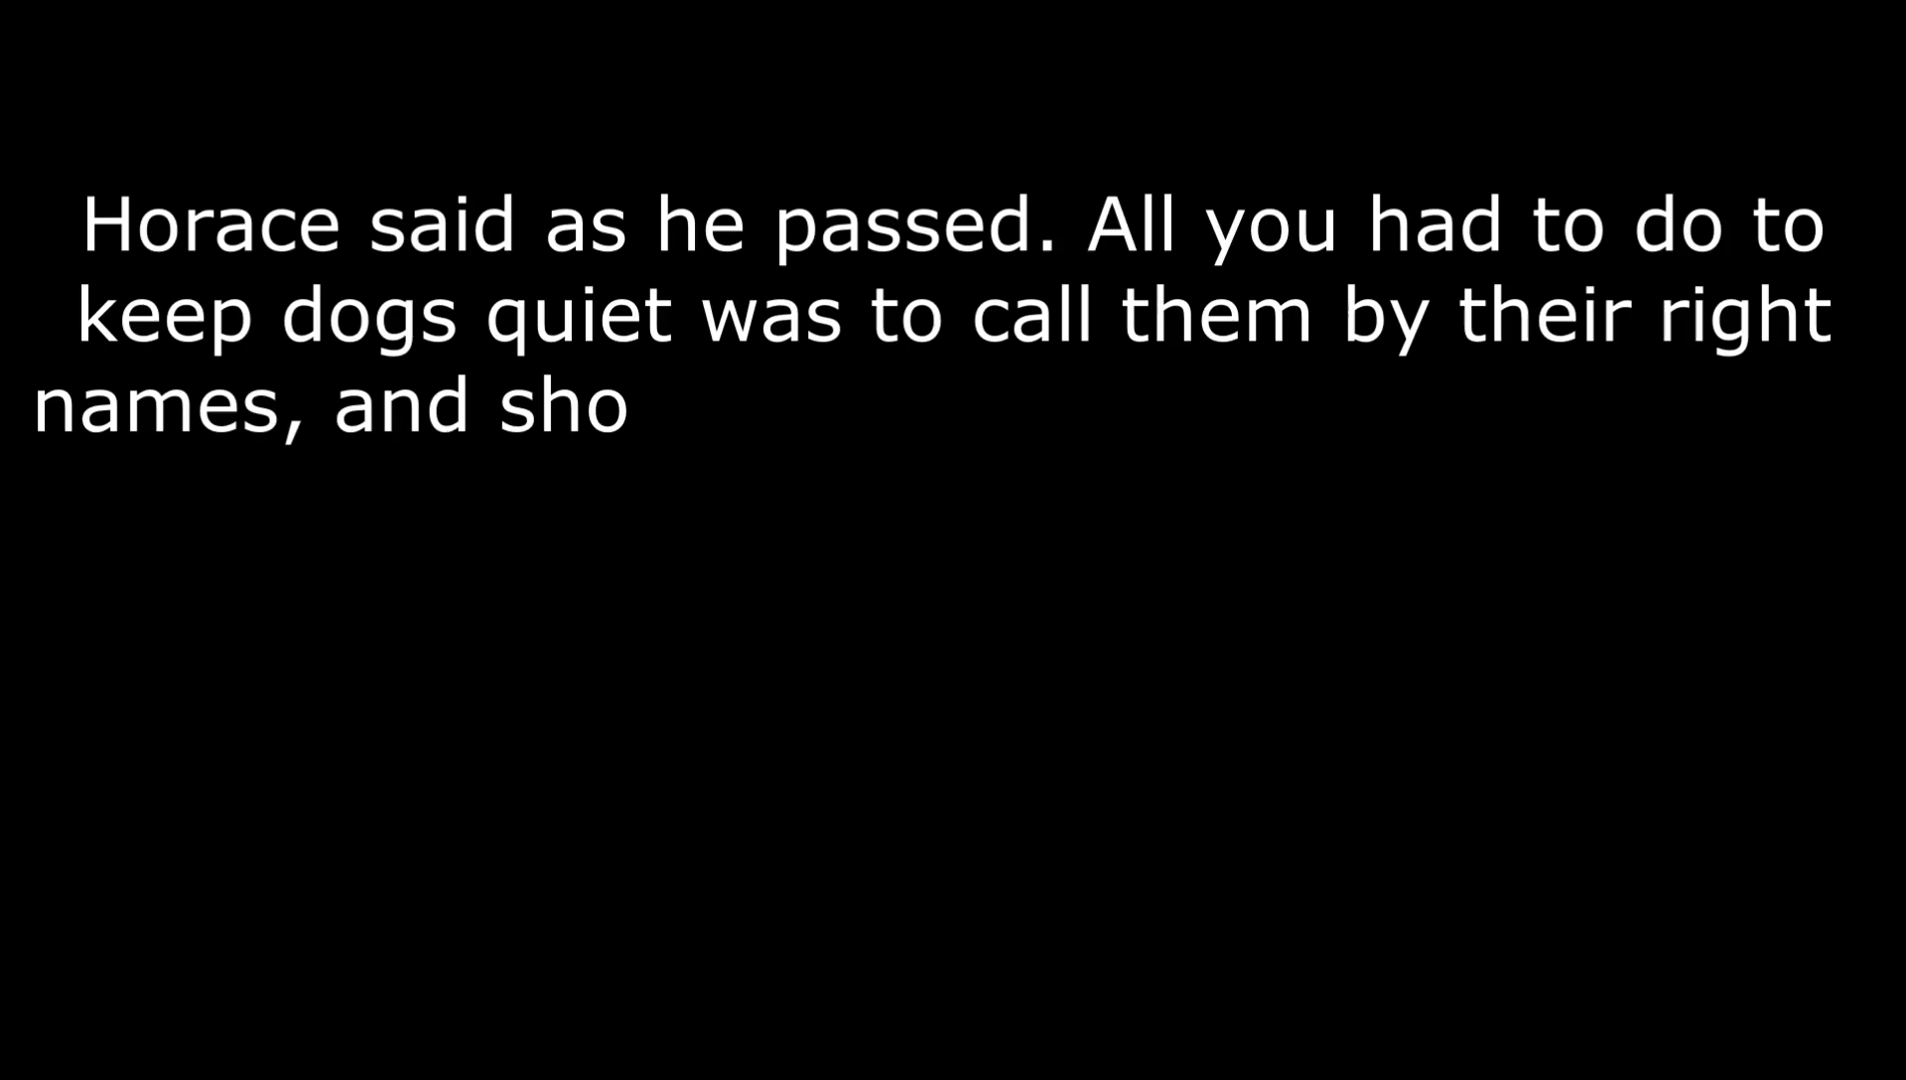 Horace said as he passed. All you had to do to
keep dogs quiet was to call them by their right
names, and sho